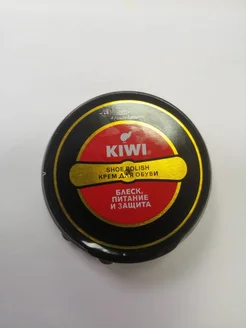 KIWI
SHOE POLISH
КРЕМ ДЛЯ ОБУВИ
БЛЕСК,
ПИТАНИЕ
И ЗАЩИТА